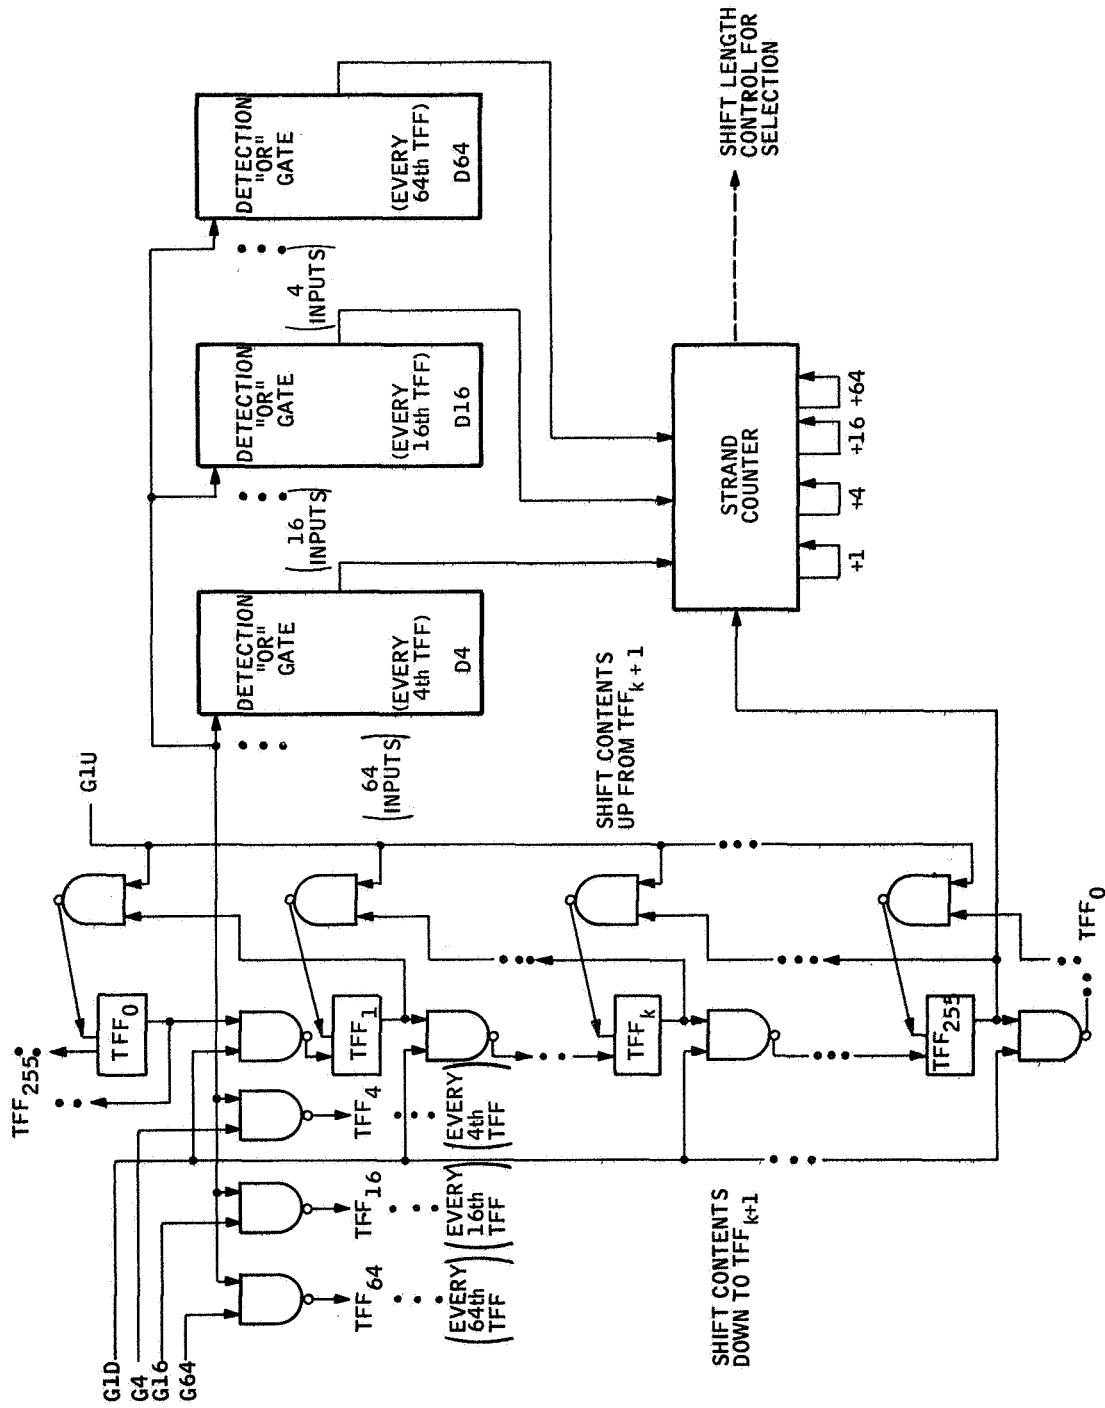 G1D
G4
G16
G64
TFF255
TFF0
G1U
TFF64
(EVERY
64th
TFF)
TFF16
(EVERY
16th
TFF)
TFF4
(EVERY
4th
TFF)
TFF1
TFFk
TFF255
TFF0
SHIFT CONTENTS
DOWN TO TFFk+1
SHIFT CONTENTS
UP FROM TFFk + 1
(64
INPUTS)
DETECTION
"OR"
GATE
(EVERY
4th TFF)
D4
(16
INPUTS)
DETECTION
"OR"
GATE
(EVERY
16th TFF)
D16
(4
INPUTS)
DETECTION
"OR"
GATE
(EVERY
64th TFF)
D64
STRAND
COUNTER
+1
+4
+16
+64
SHIFT LENGTH
CONTROL FOR
SELECTION